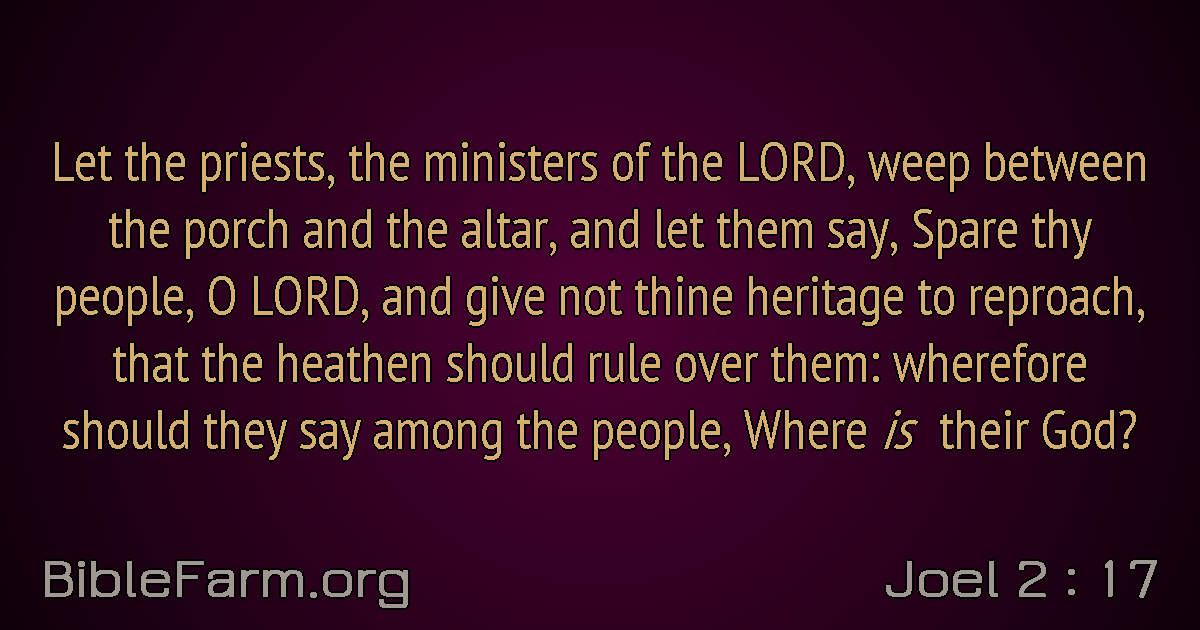 Let the priests, the ministers of the LORD, weep between
the porch and the altar, and let them say, Spare thy
people, O LORD, and give not thine heritage to reproach,
that the heathen should rule over them: wherefore
should they say among the people, Where is their God?
BibleFarm.org
Joel 2 : 17